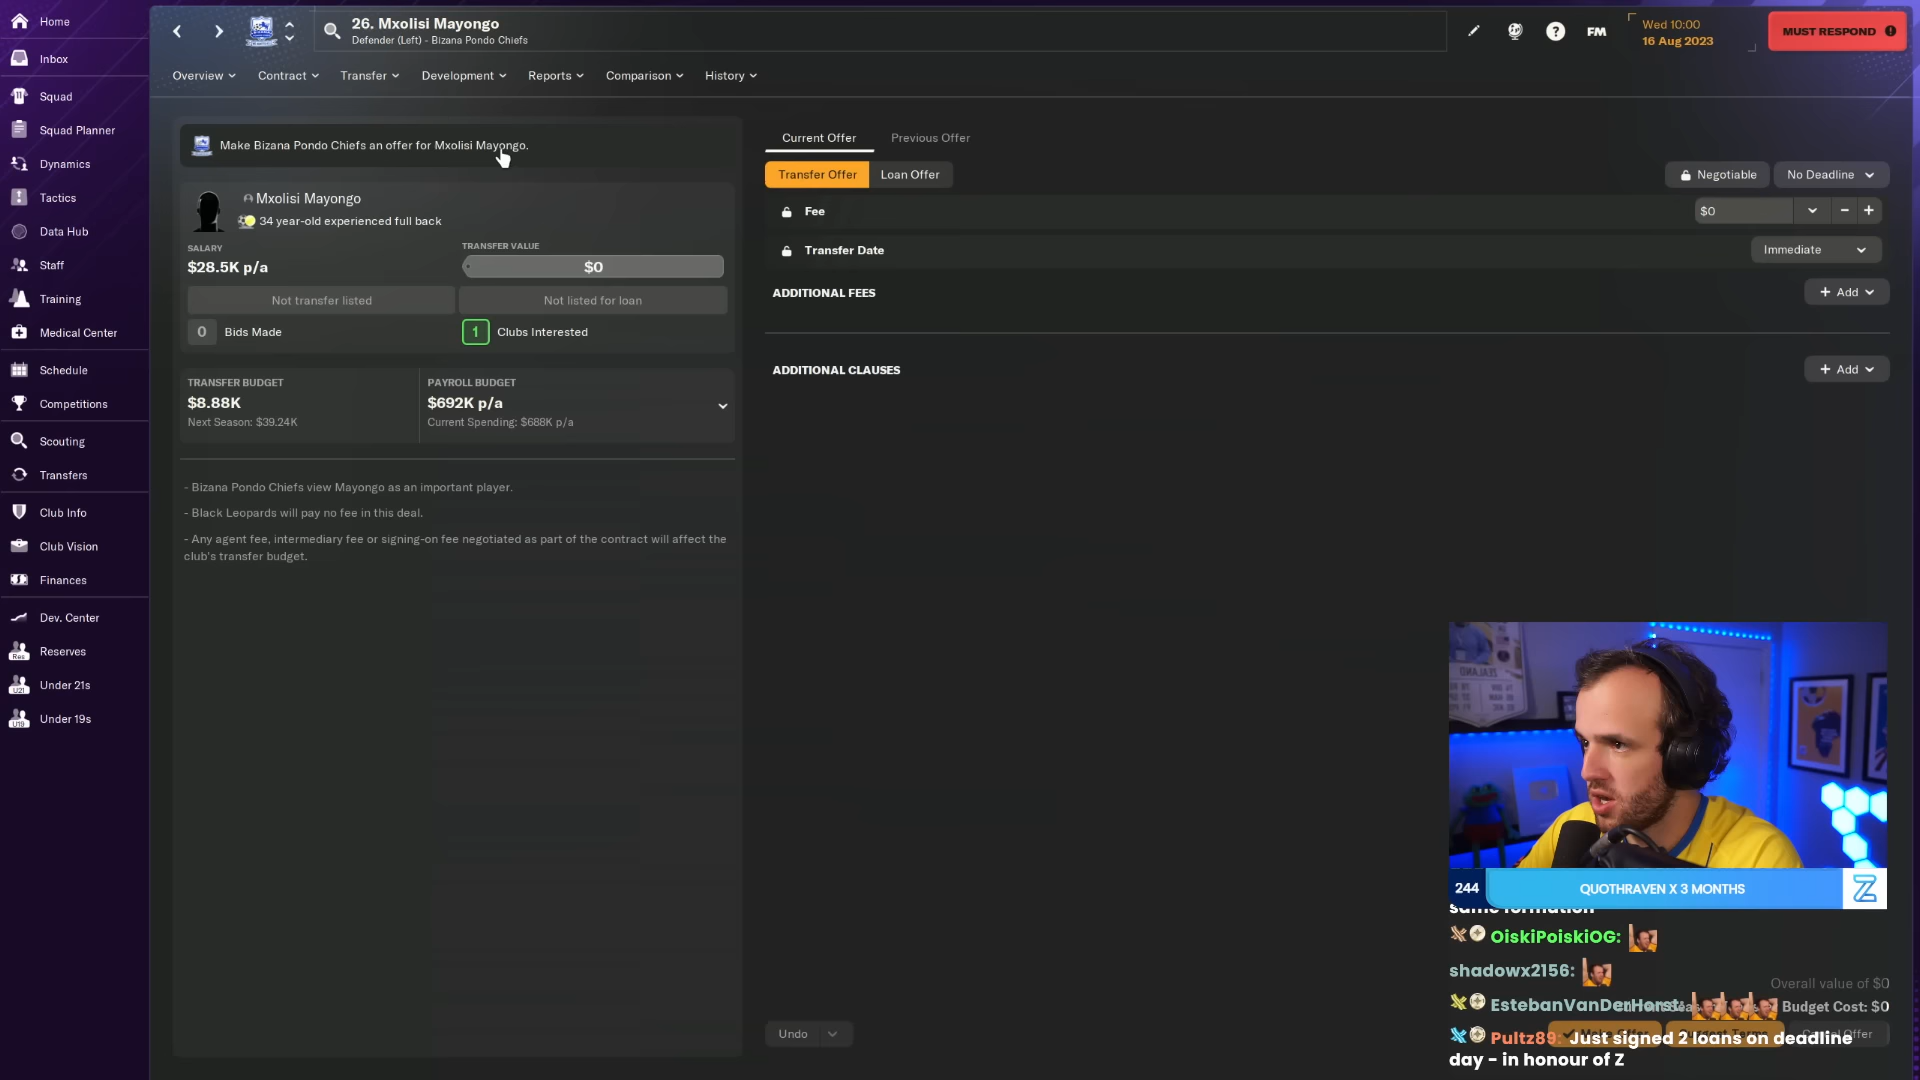 Home
Inbox
Squad
Squad Planner
Dynamics
Tactics
Data Hub
Staff
Training
Medical Center
Schedule
Competitions
Scouting
Transfers
Club Info
Club Vision
Finances
Dev. Center
Reserves
Under 21s
Under 19s
26. Mxolisi Mayongo
Defender (Left) - Bizana Pondo Chiefs
FM
Wed 10:00
16 Aug 2023
MUST RESPOND
Overview
Contract
Transfer
Development
Reports
Comparison
History
Make Bizana Pondo Chiefs an offer for Mxolisi Mayongo.
Mxolisi Mayongo
34 year-old experienced full back
SALARY
$28.5K p/a
TRANSFER VALUE
$0
Not transfer listed
Not listed for loan
0 Bids Made
1 Clubs Interested
TRANSFER BUDGET
$8.88K
Next Season: $39.24K
PAYROLL BUDGET
$692K p/a
Current Spending: $688K p/a
- Bizana Pondo Chiefs view Mayongo as an important player.
- Black Leopards will pay no fee in this deal.
- Any agent fee, intermediary fee or signing-on fee negotiated as part of the contract will affect the
club's transfer budget.
Current Offer
Previous Offer
Transfer Offer
Loan Offer
Negotiable
No Deadline
Fee
$0
Transfer Date
Immediate
ADDITIONAL FEES
+ Add
ADDITIONAL CLAUSES
+ Add
Undo
ZEALAND
244
QUOTHRAVEN X 3 MONTHS
Z
same formation
OiskiPoiskiOG:
shadowx2156:
Overall value of $0
EstebanVanDerHorst:
Budget Cost: $0
Pultz89: Just signed 2 loans on deadline
day - in honour of Z